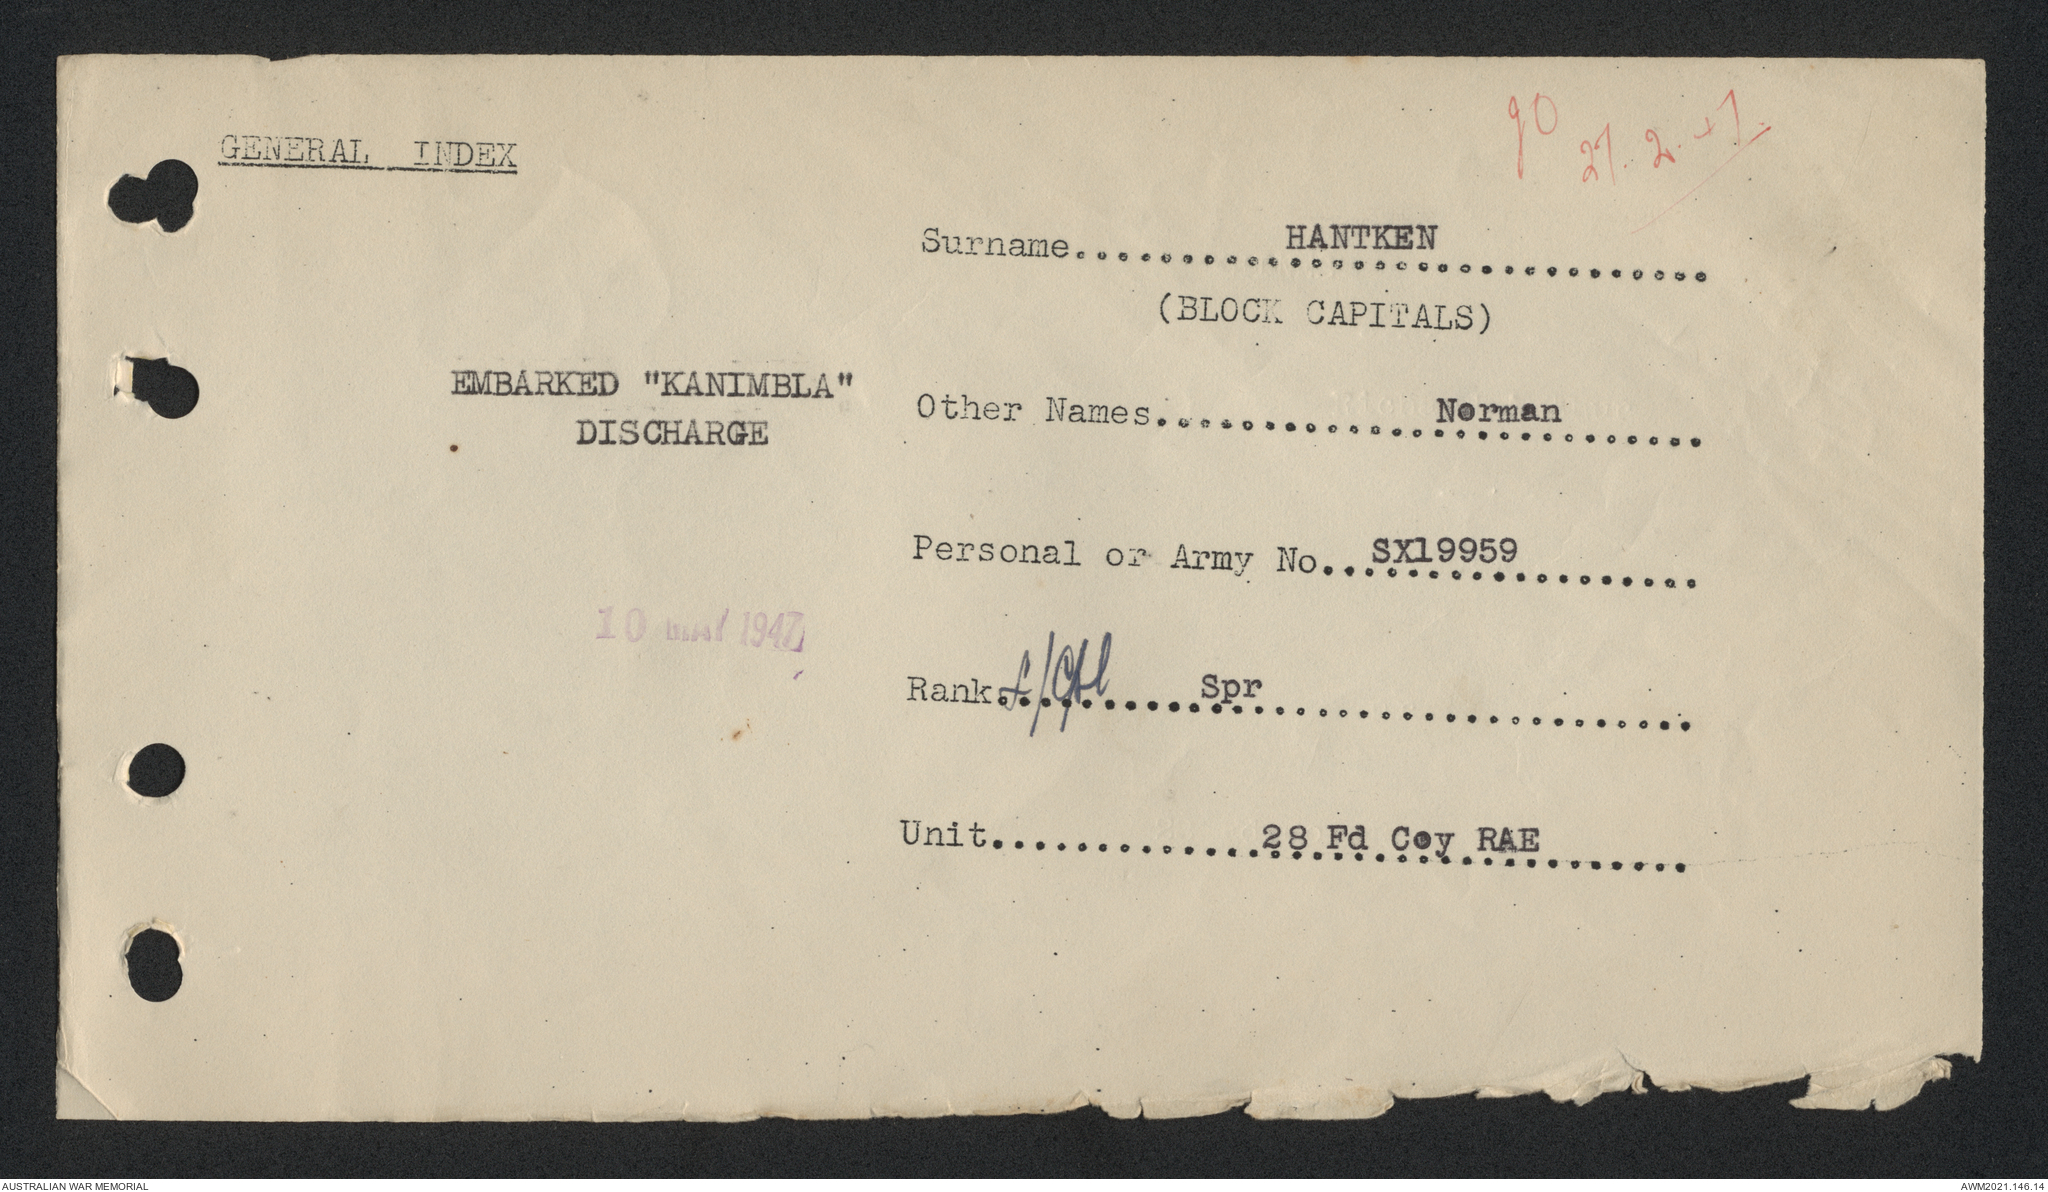 GENERAL INDEX
27.2.47.
Surname..............................HANTKEN
(BLOCK CAPITALS)
EMBARKED "KANIMBLA"
DISCHARGE
Other Names..........................Norman
Personal or Army No..................SX19959
10 MAY 1947
Rank L/Cpl Spr.................................
Unit.................................28 Fd Coy RAE
AUSTRALIAN WAR MEMORIAL
AWM2021.146.14